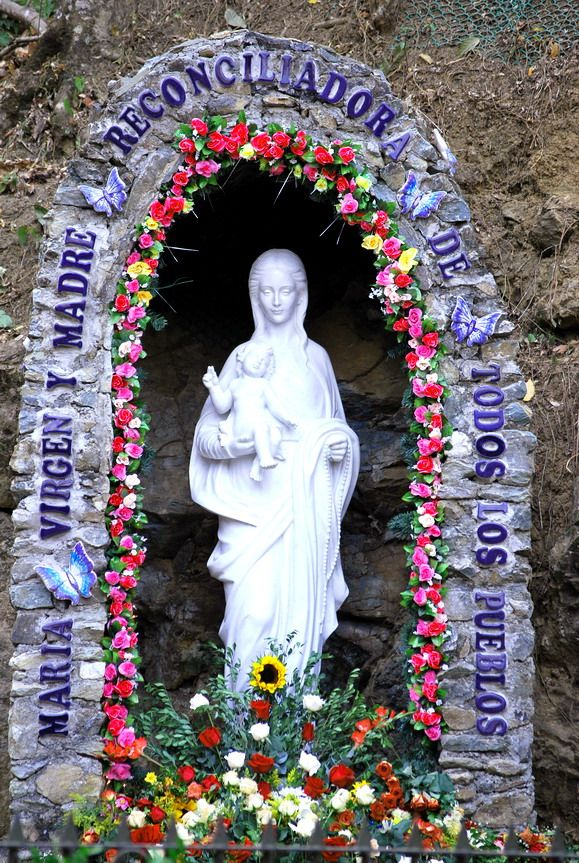 MARIA VIRGEN Y MADRE
RECONCILIADORA
DE TODOS LOS PUEBLOS